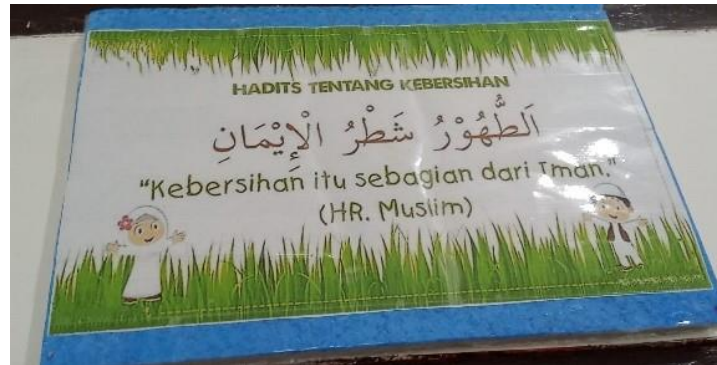 HADITS TENTANG KEBERSIHAN
اَلطُّهُوْرُ شَطْرُ الْإِيْمَانِ
"Kebersihan itu sebagian dari Iman."
(HR. Muslim)